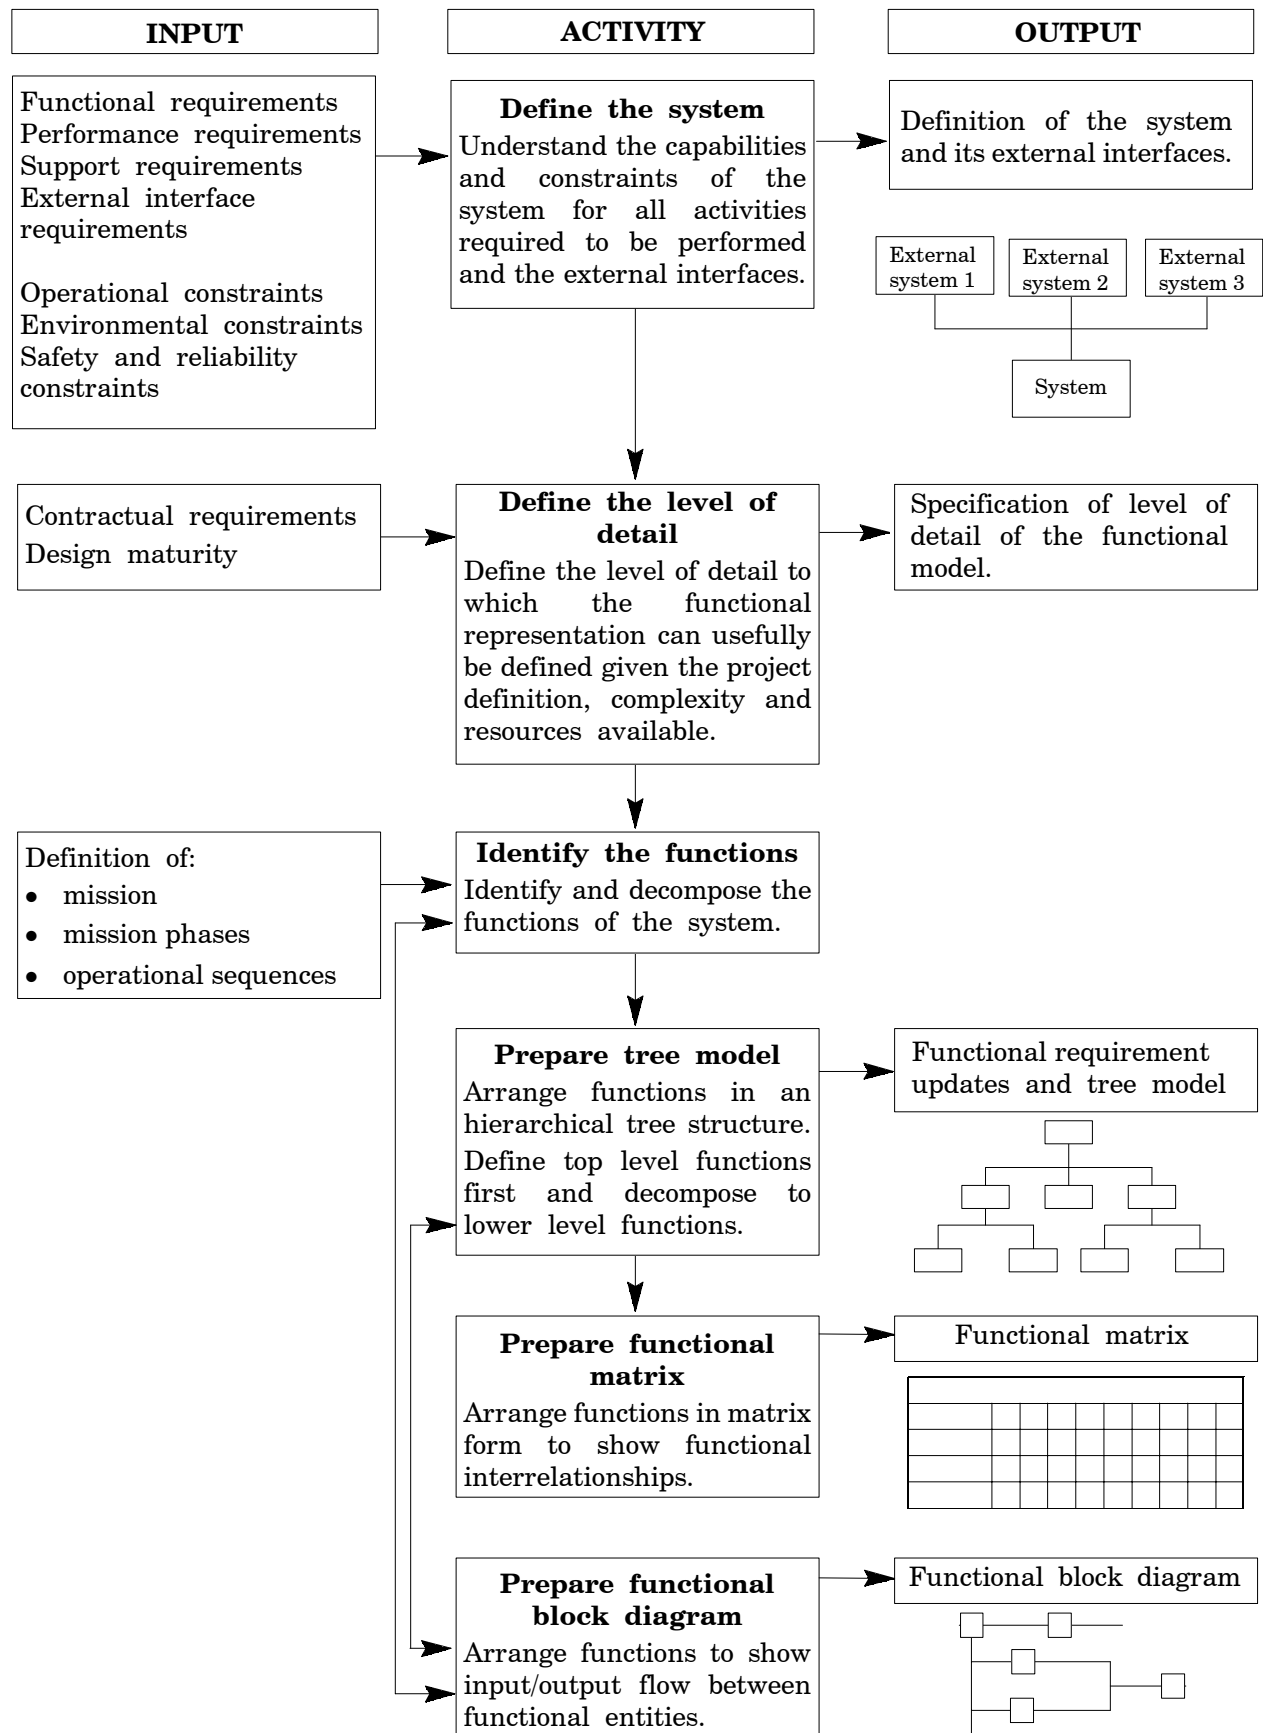 INPUT
ACTIVITY
OUTPUT
Functional requirements
Performance requirements
Support requirements
External interface
requirements
Operational constraints
Environmental constraints
Safety and reliability
constraints
Define the system
Understand the capabilities
and constraints of the
system for all activities
required to be performed
and the external interfaces.
Definition of the system
and its external interfaces.
External
system 1
External
system 2
External
system 3
System
Contractual requirements
Design maturity
Define the level of
detail
Define the level of detail to
which the functional
representation can usefully
be defined given the project
definition, complexity and
resources available.
Specification of level of
detail of the functional
model.
Definition of:
• mission
• mission phases
• operational sequences
Identify the functions
Identify and decompose the
functions of the system.
Prepare tree model
Arrange functions in an
hierarchical tree structure.
Define top level functions
first and decompose to
lower level functions.
Functional requirement
updates and tree model
Prepare functional
matrix
Arrange functions in matrix
form to show functional
interrelationships.
Functional matrix
Prepare functional
block diagram
Arrange functions to show
input/output flow between
functional entities.
Functional block diagram